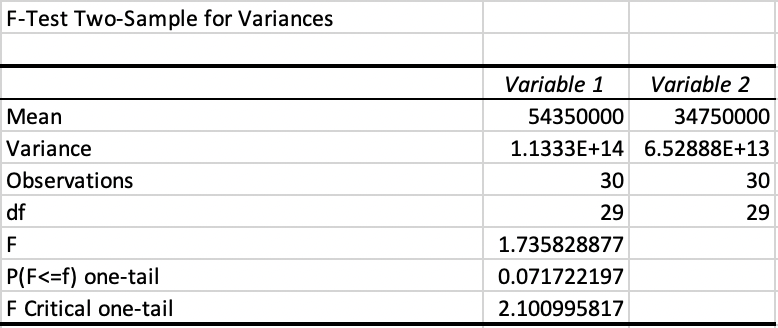 F-Test Two-Sample for Variances
Variable 1 Variable 2
Mean 54350000 34750000
Variance 1.1333E+14 6.52888E+13
Observations 30 30
df 29 29
F 1.735828877
P(F<=f) one-tail 0.071722197
F Critical one-tail 2.100995817